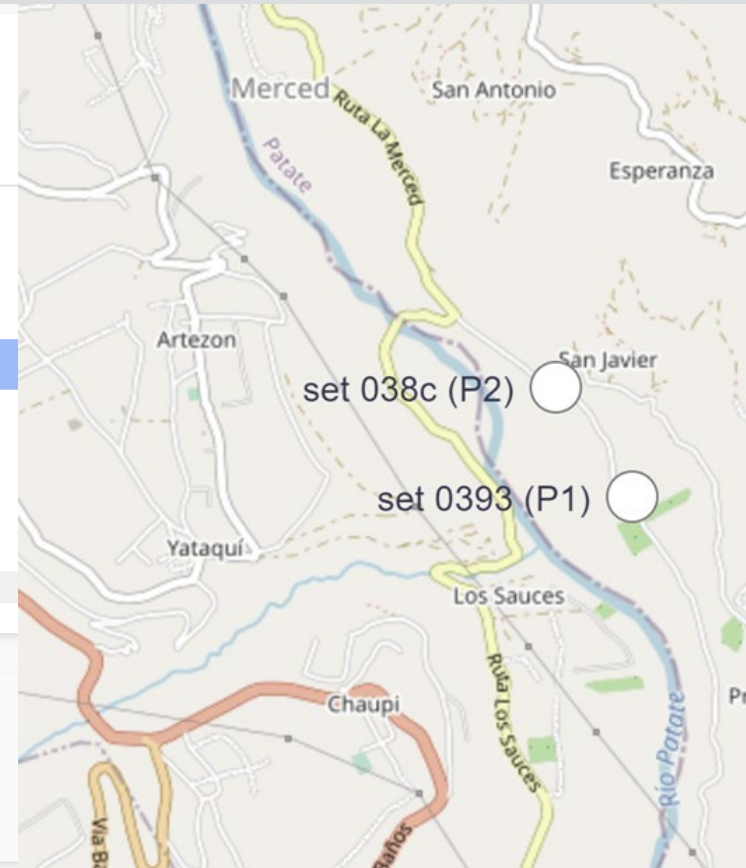 Merced
San Antonio
Ruta La Merced
Patate
Esperanza
Artezon
San Javier
set 038c (P2)
set 0393 (P1)
Yataquí
Los Sauces
Ruta Los Sauces
Chaupi
Río Patate
Baños